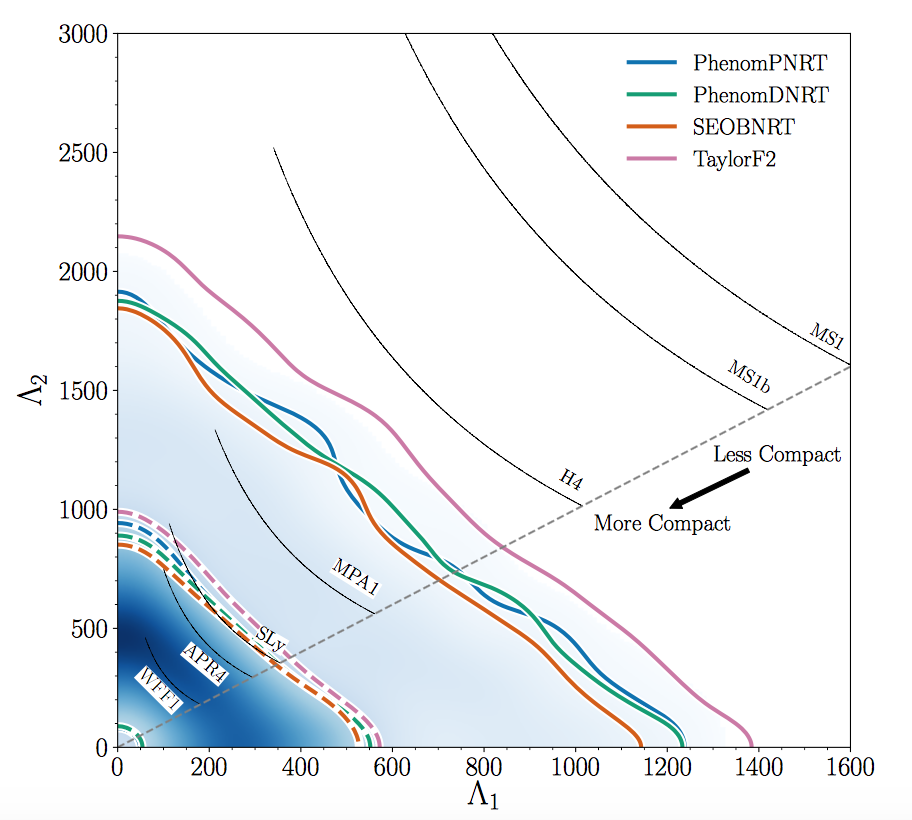 3000
2500
2000
1500
1000
500
0
Λ₂
PhenomPNRT
PhenomDNRT
SEOBNRT
TaylorF2
MS1
MS1b
H4
MPA1
SLy
APR4
WFF1
Less Compact
More Compact
0 200 400 600 800 1000 1200 1400 1600
Λ₁